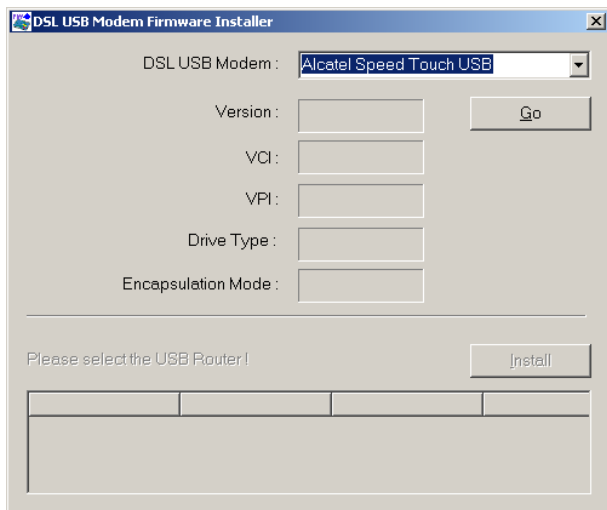 DSL USB Modem Firmware Installer
DSL USB Modem : Alcatel Speed Touch USB
Version : Go
VCI :
VPI :
Drive Type :
Encapsulation Mode :
Please select the USB Router ! Install